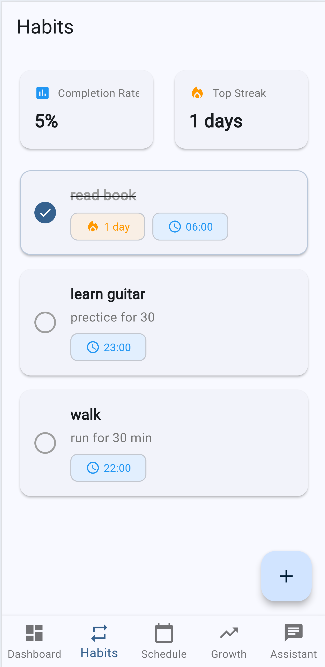 Habits
Completion Rate
Top Streak
5%
1 days
read book
1 day
06:00
learn guitar
prectice for 30
23:00
walk
run for 30 min
22:00
+
Dashboard
Habits
Schedule
Growth
Assistant